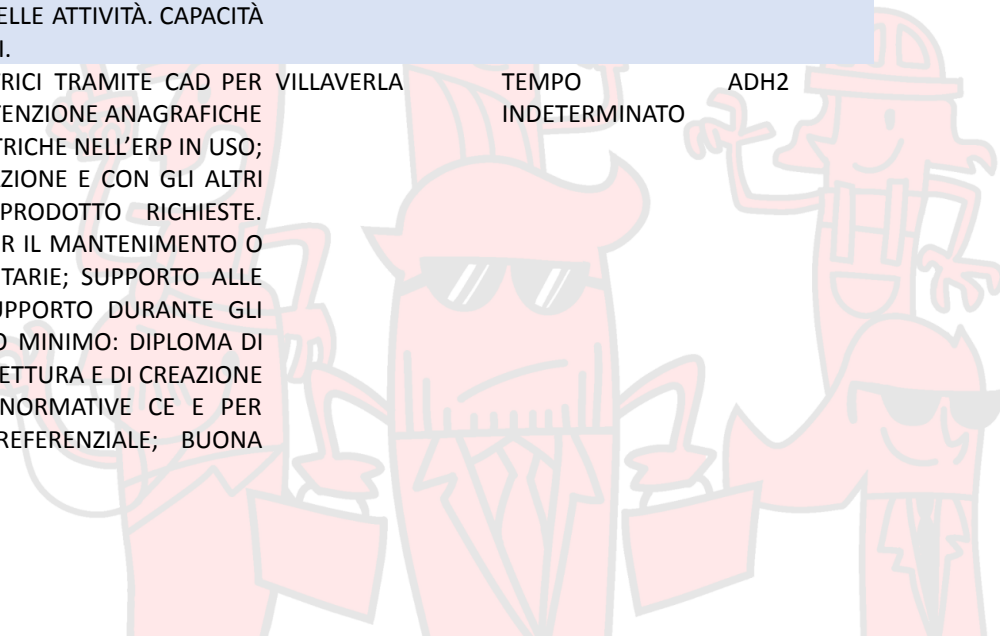 ELLE ATTIVITÀ. CAPACITÀ
I.
RICI TRAMITE CAD PER VILLAVERLA TEMPO ADH2
TENZIONE ANAGRAFICHE INDETERMINATO
TRICHE NELL'ERP IN USO;
AZIONE E CON GLI ALTRI
PRODOTTO RICHIESTE.
R IL MANTENIMENTO O
TARIE; SUPPORTO ALLE
UPPORTO DURANTE GLI
O MINIMO: DIPLOMA DI
ETTURA E DI CREAZIONE
NORMATIVE CE E PER
REFERENZIALE; BUONA